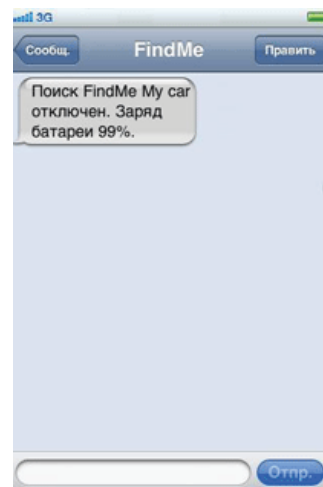 3G
Сообщ.
FindMe
Править
Поиск FindMe My car
отключен. Заряд
батареи 99%.
Отпр.